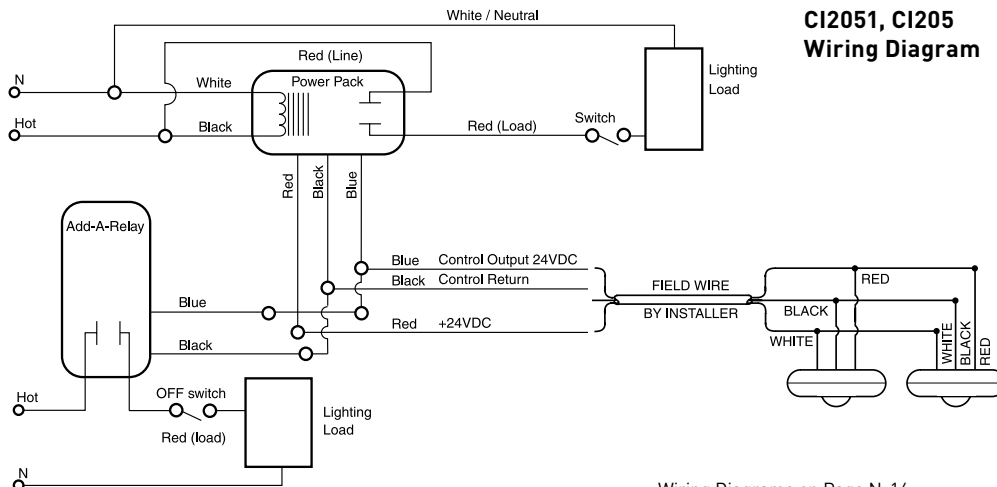 CI2051, CI205
Wiring Diagram
White / Neutral
Red (Line)
Power Pack
N
White
Hot
Black
Red (Load)
Switch
Lighting
Load
Red
Black
Blue
Add-A-Relay
Blue
Control Output 24VDC
Black
Control Return
Blue
Red
+24VDC
Black
FIELD WIRE
BY INSTALLER
RED
BLACK
WHITE
WHITE
BLACK
RED
Hot
OFF switch
Red (load)
Lighting
Load
N